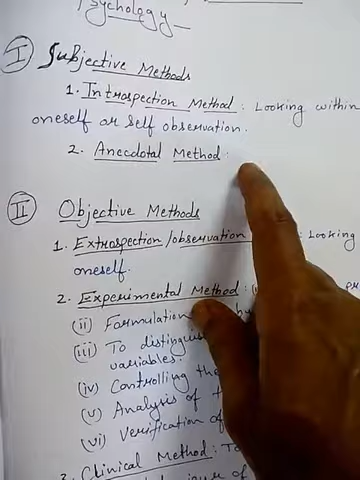 Psychology
I Subjective Methods
1. Introspection Method: Looking within
oneself or self observation.
2. Anecdotal Method:
II Objective Methods
1. Extrospection/observation : Looking
oneself.
2. Experimental Method:
(ii) Formulation
(iii) To
variables.
(iv) Controlling the
(v) Analysis of
(vi) Verification of
3. Clinical Method: To
of